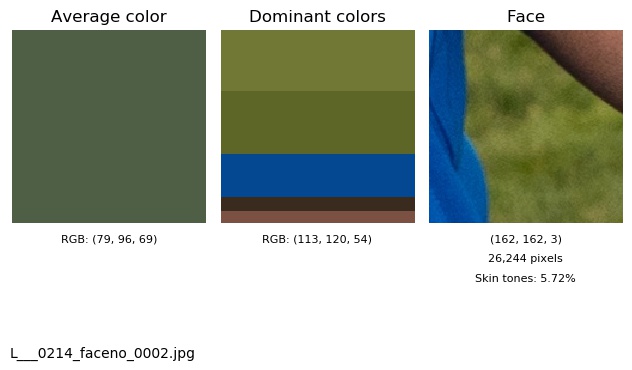 Average color
Dominant colors
Face
RGB: (79, 96, 69)
RGB: (113, 120, 54)
(162, 162, 3)
26,244 pixels
Skin tones: 5.72%
L___0214_faceno_0002.jpg